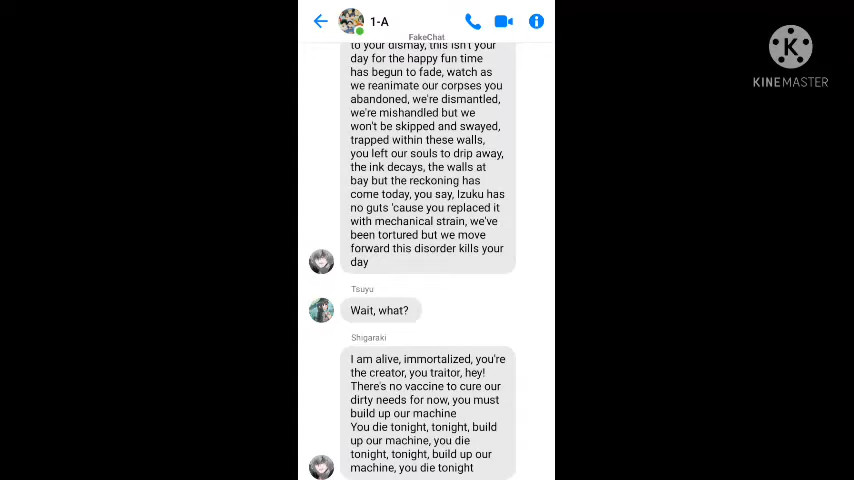 1-A
FakeChat
to your dismay, this isn't your
day for the happy fun time
has begun to fade, watch as
we reanimate our corpses you
abandoned, we're dismantled,
we're mishandled but we
won't be skipped and swayed,
trapped within these walls,
you left our souls to drip away,
the ink decays, the walls at
bay but the reckoning has
come today, you say, Izuku has
no guts 'cause you replaced it
with mechanical strain, we've
been tortured but we move
forward this disorder kills your
day
Tsuyu
Wait, what?
Shigaraki
I am alive, immortalized, you're
the creator, you traitor, hey!
There's no vaccine to cure our
dirty needs for now, you must
build up our machine
You die tonight, tonight, build
up our machine, you die
tonight, tonight, build up our
machine, you die tonight
K
KINEMASTER